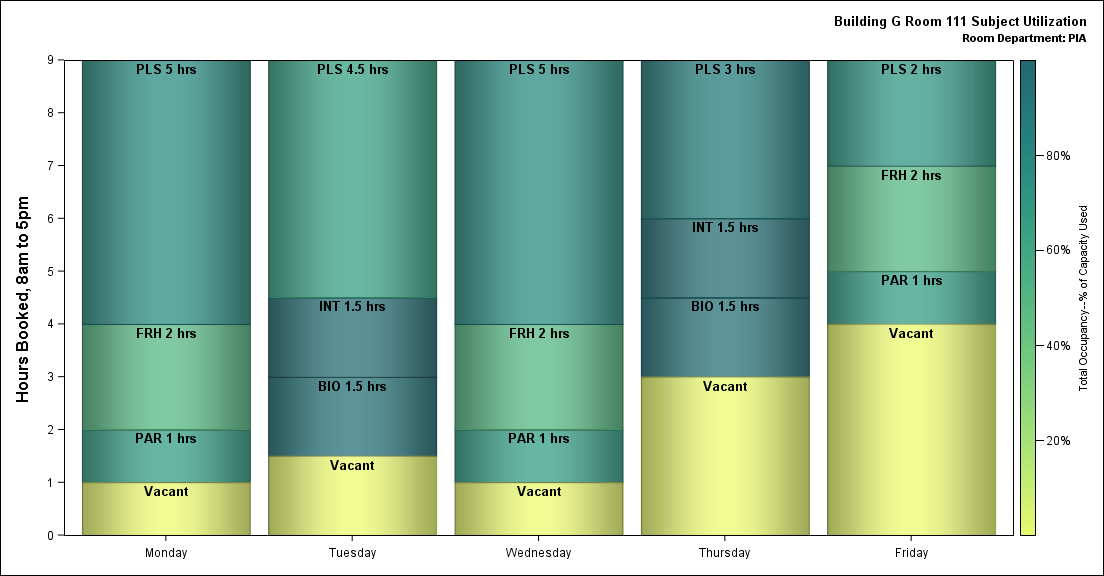 Building G Room 111 Subject Utilization
Room Department: PIA
Hours Booked, 8am to 5pm
9
8
7
6
5
4
3
2
1
0
PLS 5 hrs
FRH 2 hrs
PAR 1 hrs
Vacant
PLS 4.5 hrs
INT 1.5 hrs
BIO 1.5 hrs
Vacant
PLS 5 hrs
FRH 2 hrs
PAR 1 hrs
Vacant
PLS 3 hrs
INT 1.5 hrs
BIO 1.5 hrs
Vacant
PLS 2 hrs
FRH 2 hrs
PAR 1 hrs
Vacant
Monday
Tuesday
Wednesday
Thursday
Friday
80%
60%
40%
20%
Total Occupancy--% of Capacity Used